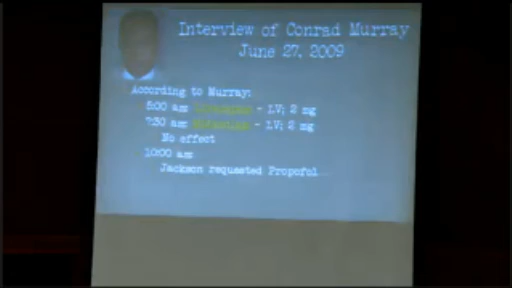 Interview of Conrad Murray
June 27, 2009
According to Murray:
5:00 am - I.V; 2 mg
7:30 am - I.V; 2 mg
No effect
10:00 am
Jackson requested Propofol